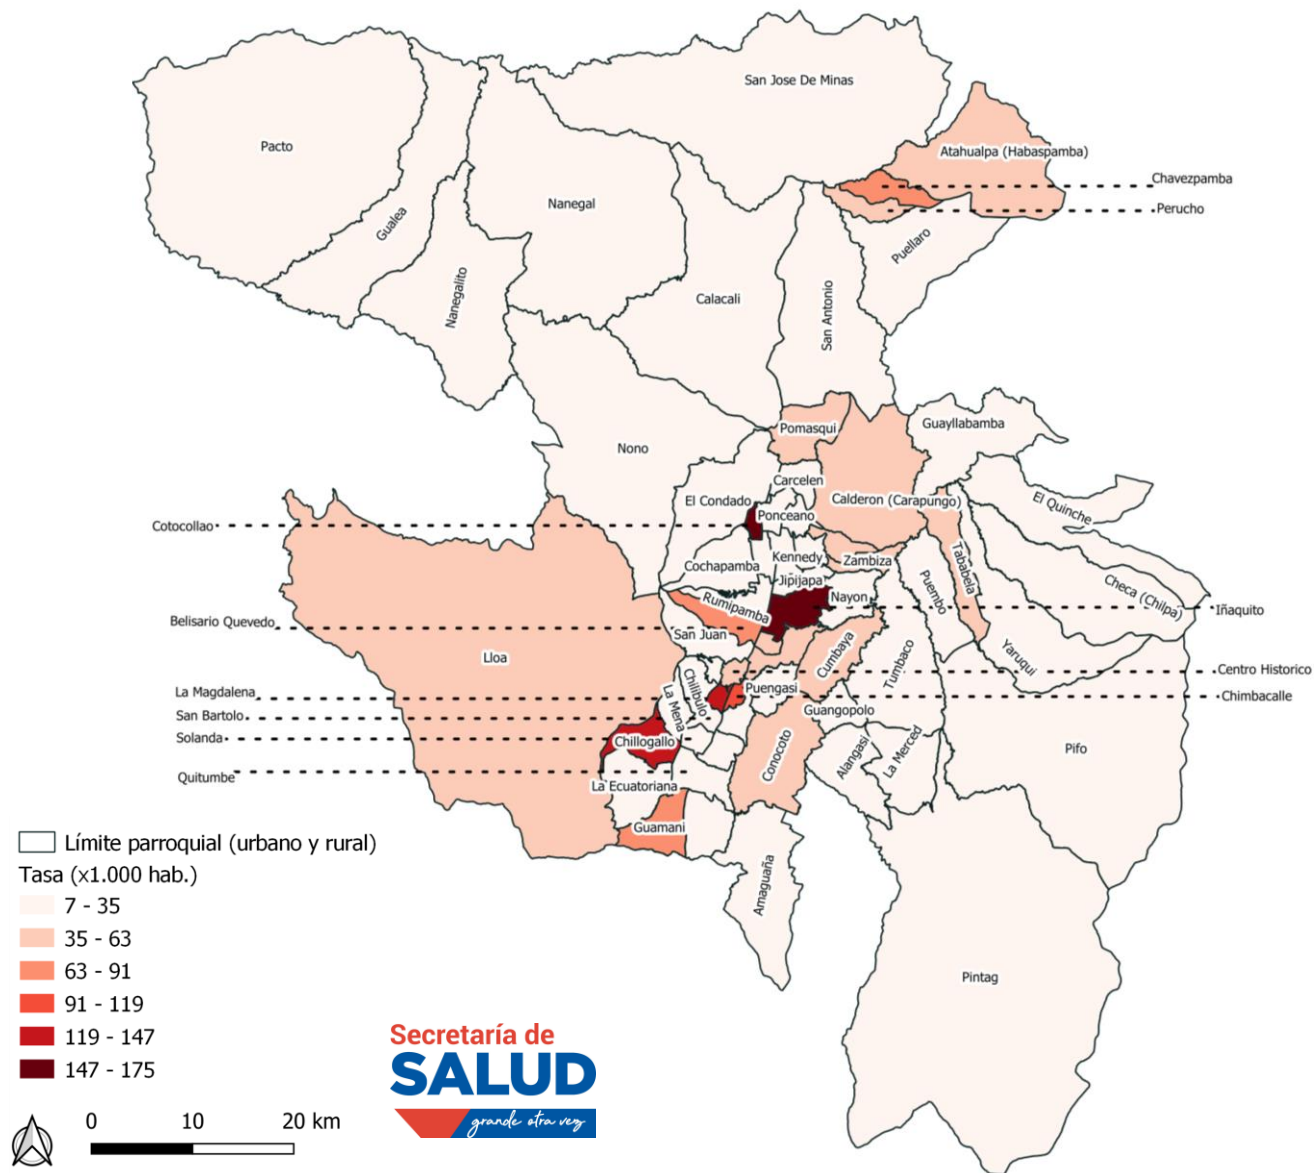 San Jose De Minas
Pacto
Atahualpa (Habaspamba)
Chavezpamba
Nanegal
Perucho
Gualea
Puellaro
Nanegalito
Calacali
San Antonio
Pomasqui
Guayllabamba
Nono
Carcelen
El Condado
Calderon (Carapungo)
El Quinche
Cotocollao
Ponceano
Kennedy
Zambiza
Tababela
Cochapamba
Jipijapa
Puembo
Checa (Chilpa)
Rumipamba
Nayon
Iñaquito
Belisario Quevedo
San Juan
Cumbaya
Tumbaco
Yaruqui
Lloa
Centro Historico
La Magdalena
Chilibulo
La Mena
Puengasi
Chimbacalle
San Bartolo
Guangopolo
Solanda
Chillogallo
Conocoto
Alangasi
La Merced
Pifo
Quitumbe
La Ecuatoriana
Guamani
Amaguaña
Pintag
Límite parroquial (urbano y rural)
Tasa (x1.000 hab.)
7 - 35
35 - 63
63 - 91
91 - 119
119 - 147
147 - 175
0 10 20 km
Secretaría de
SALUD
grande otra vez